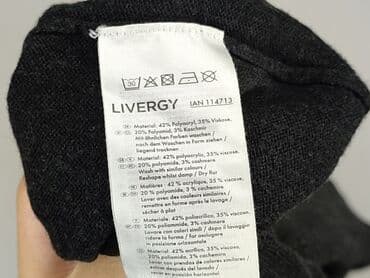 30
LIVERGY IAN 114713
Material: 42% Polyacryl, 35% Viskose,
20% Polyamid, 3% Kaschmir
Mit ähnlichen Farben waschen /
nach dem Waschen in Form ziehen /
liegend trocknen
Material: 42% polyacrylic, 35% viscose,
20% polyamide, 3% cashmere
Wash with similar colours /
Reshape whilst damp / Dry flat
Matières : 42 % acrylique, 35 % viscose,
20 % polyamide, 3 % cachemire
Laver avec des couleurs similaires /
remettre en forme après le lavage /
sécher à plat
Materiale: 42% poliacrilico, 35% viscosa,
20% poliammide, 3% cashmere
Lavare con colori simili / dopo il lavaggio
ridare la forma / far asciugare
in posizione orizzontale
Material: 42% acrílico, 35% viscosa,
20% poliamida, 3% cachemira
Lavar con prendas de colores similares /
estirar después del lavado /